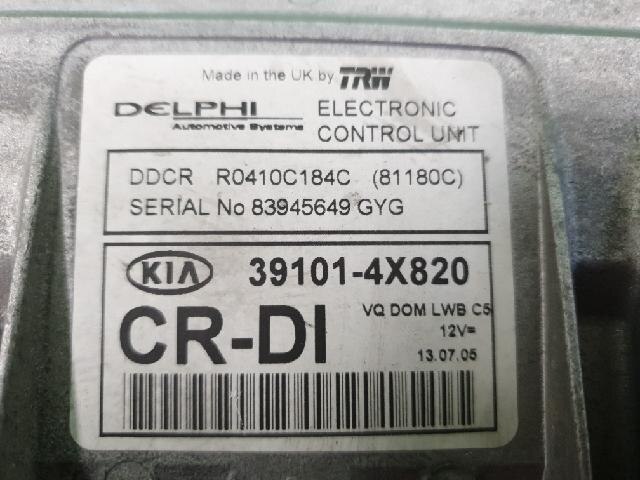 Made in the UK by TRW
DELPHI
Automotive Systems
ELECTRONIC
CONTROL UNIT
DDCR R0410C184C (81180C)
SERIAL No 83945649 GYG
KIA 39101-4X820
CR-DI
VQ DOM LWB C5
12V=
13.07.05